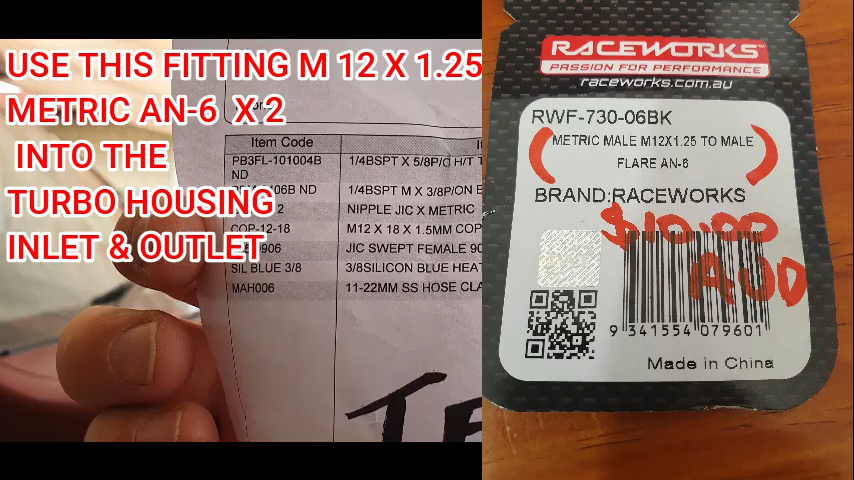 USE THIS FITTING M 12 X 1.25
METRIC AN-6 X 2
INTO THE
TURBO HOUSING
INLET & OUTLET
Item Code
PB3FL-101004B
ND
1/4BSPT X 5/8P/O H/T
106B ND
1/4BSPT M X 3/8P/ON
2
NIPPLE JIC X METRIC
COP-12-18
M12 X 18 X 1.5MM COP
906
JIC SWEPT FEMALE 90
SIL BLUE 3/8
3/8SILICON BLUE HEA
MAH006
11-22MM SS HOSE CLA
RACEWORKS
PASSION FOR PERFORMANCE
raceworks.com.au
RWF-730-06BK
(METRIC MALE M12X1.25 TO MALE
FLARE AN-6)
BRAND:RACEWORKS
$10.00
AUD
9 341554 079601
Made in China